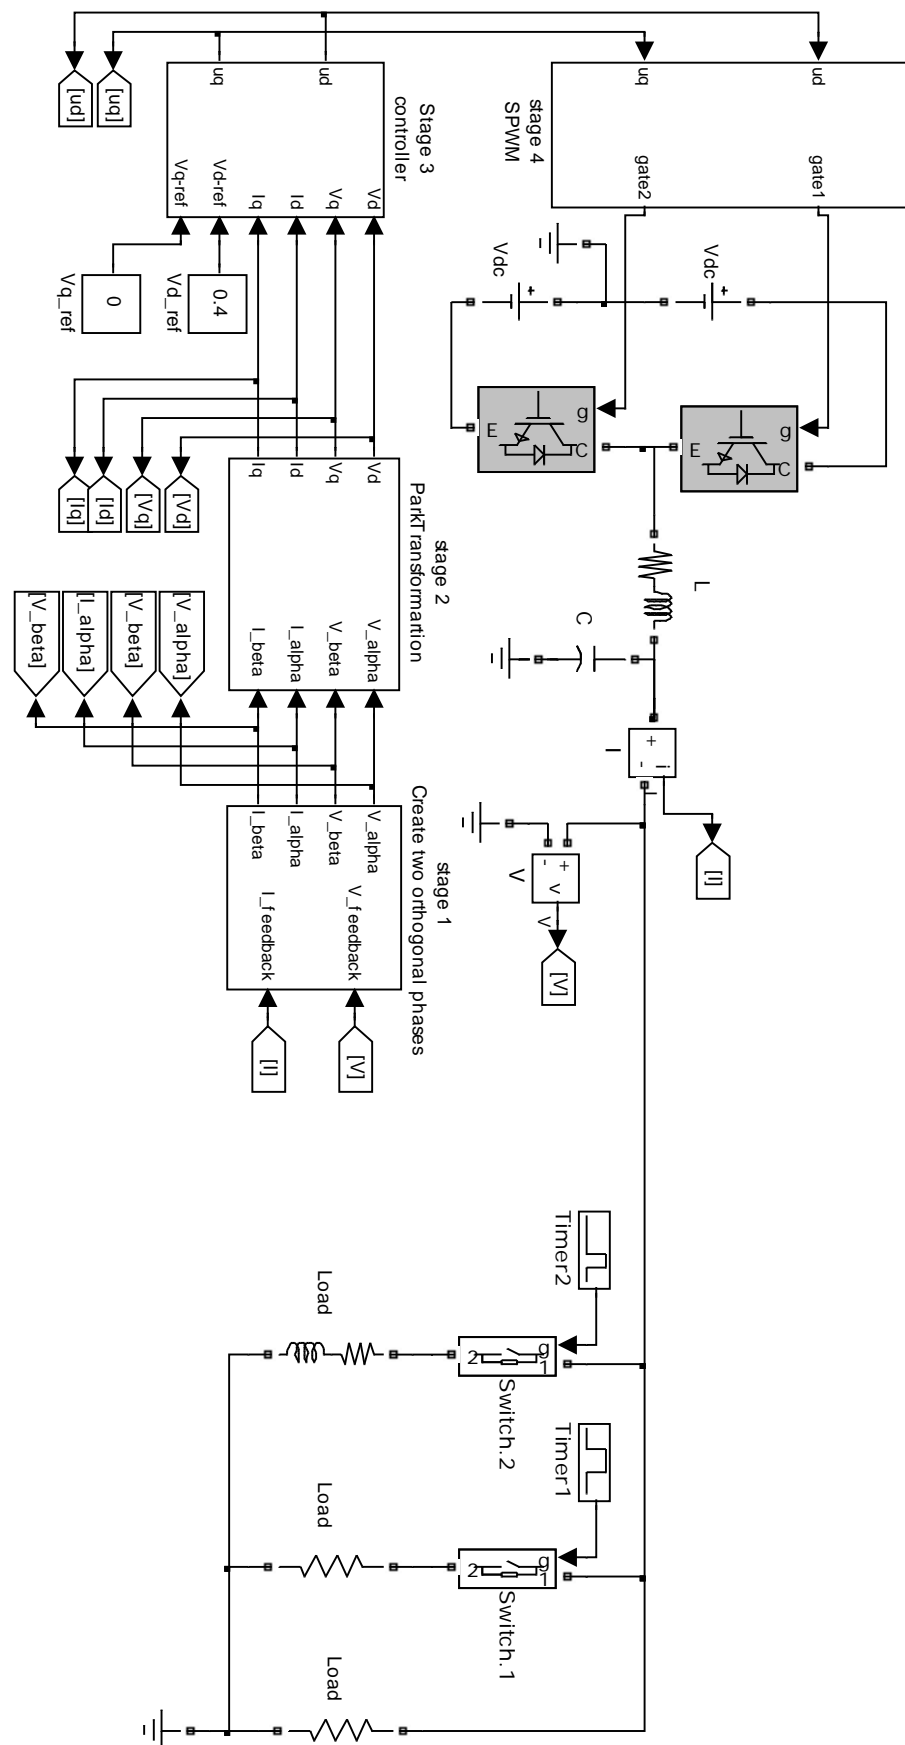 stage 4
SPWM
ud
uq
gate1
gate2
Stage 3
controller
ud
uq
Vd
Vq
Id
Iq
Vd-ref
Vq-ref
[uq]
[ud]
0.4
Vd_ref
0
Vq_ref
Vdc
+
Vdc
+
g
C
E
g
C
E
L
C
I
+
-
i
I
[I]
V
+
-
v
V
[V]
stage 2
ParkTransformartion
Vd
Vq
Id
Iq
V_alpha
V_beta
I_alpha
I_beta
[Vd]
[Vq]
[Id]
[Iq]
[V_alpha]
[V_beta]
[I_alpha]
[V_beta]
stage 1
Create two orthogonal phases
V_alpha
V_beta
I_alpha
I_beta
V_feedback
I_feedback
[V]
[I]
Timer2
g
1
2
Switch.2
Load
Timer1
g
1
2
Switch.1
Load
Load